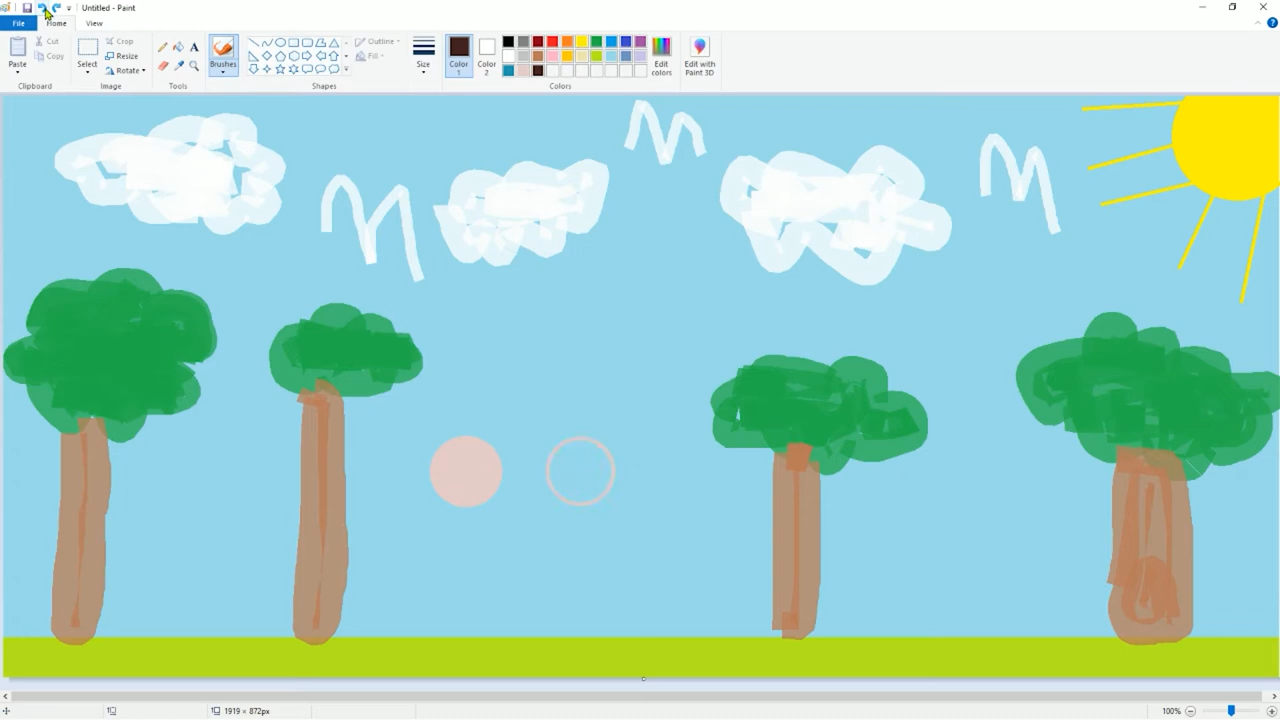 Untitled - Paint
File Home View
Paste
Cut
Copy
Clipboard
Select
Crop
Resize
Rotate
Image
A
Tools
Brushes
Outline
Fill
Shapes
Size
Color 1
Color 2
Colors
Edit colors
Edit with Paint 3D
1919 × 872px
100%